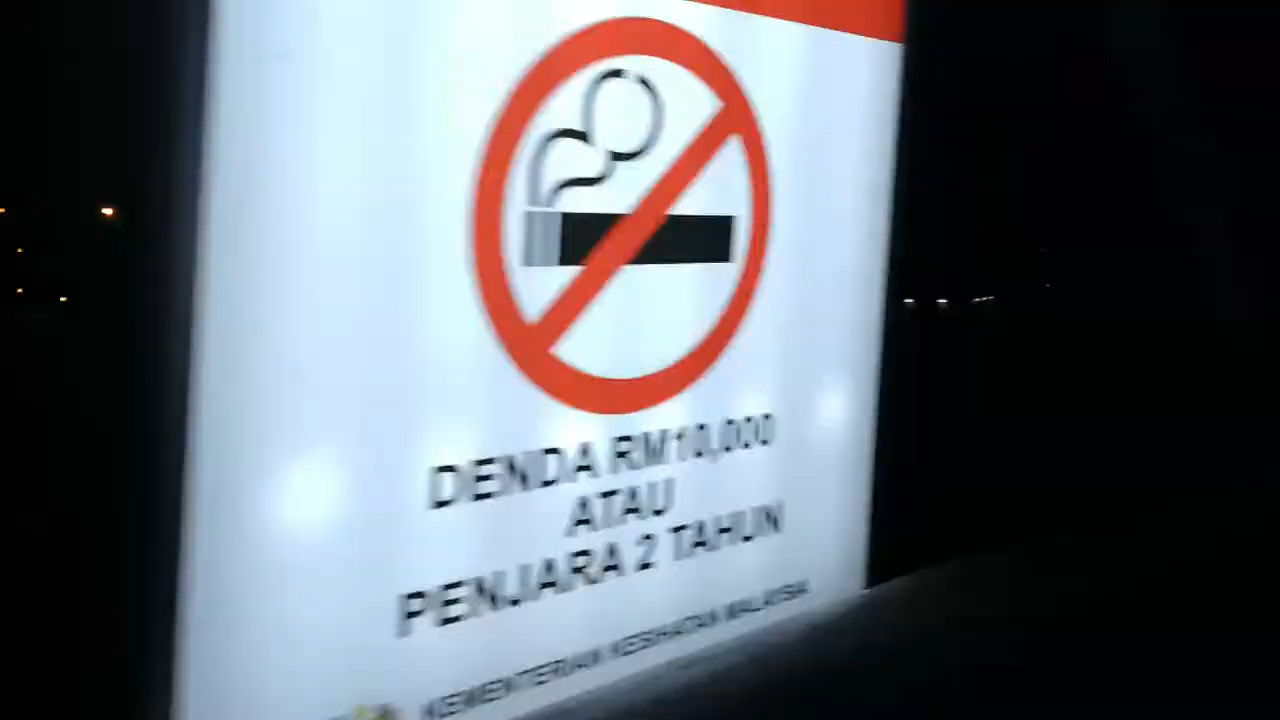 DENDA RM10,000
ATAU
PENJARA 2 TAHUN
KEMENTERIAN KESIHATAN MALAYSIA